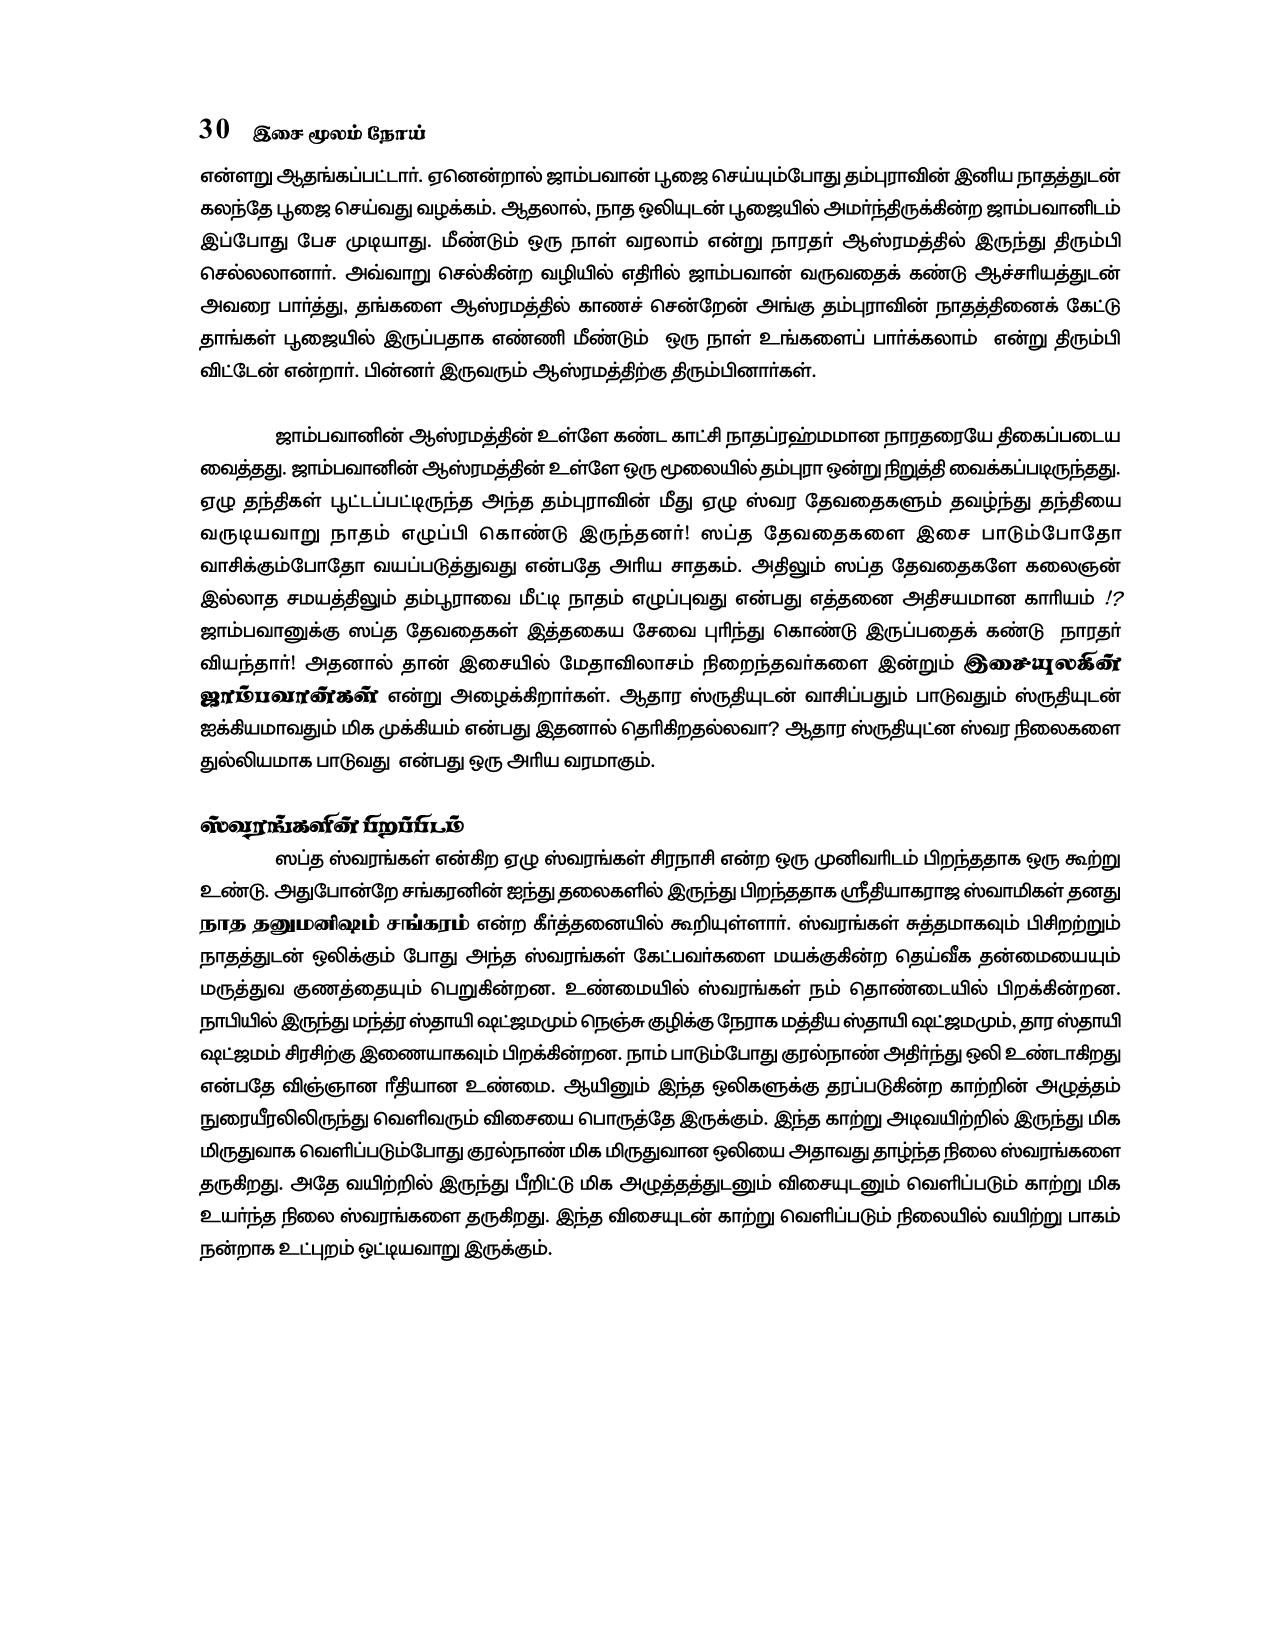 30 இசை மூலம் நோய்
என்ளறு ஆதங்கப்பட்டார். ஏனென்றால் ஜாம்பவான் பூஜை செய்யும்போது தம்புராவின் இனிய நாதத்துடன்
கலந்தே பூஜை செய்வது வழக்கம். ஆதலால், நாத ஒலியுடன் பூஜையில் அமர்ந்திருக்கின்ற ஜாம்பவானிடம்
இப்போது பேச முடியாது. மீண்டும் ஒரு நாள் வரலாம் என்று நாரதர் ஆஸ்ரமத்தில் இருந்து திரும்பி
செல்லலானார். அவ்வாறு செல்கின்ற வழியில் எதிரில் ஜாம்பவான் வருவதைக் கண்டு ஆச்சரியத்துடன்
அவரை பார்த்து, தங்களை ஆஸ்ரமத்தில் காணச் சென்றேன் அங்கு தம்புராவின் நாதத்தினைக் கேட்டு
தாங்கள் பூஜையில் இருப்பதாக எண்ணி மீண்டும் ஒரு நாள் உங்களைப் பார்க்கலாம் என்று திரும்பி
விட்டேன் என்றார். பின்னர் இருவரும் ஆஸ்ரமத்திற்கு திரும்பினார்கள்.
ஜாம்பவானின் ஆஸ்ரமத்தின் உள்ளே கண்ட காட்சி நாதப்ரஹ்மமான நாரதரையே திகைப்படைய
வைத்தது. ஜாம்பவானின் ஆஸ்ரமத்தின் உள்ளே ஒரு மூலையில் தம்புரா ஒன்று நிறுத்தி வைக்கப்படிருந்தது.
ஏழு தந்திகள் பூட்டப்பட்டிருந்த அந்த தம்புராவின் மீது ஏழு ஸ்வர தேவதைகளும் தவழ்ந்து தந்தியை
வருடியவாறு நாதம் எழுப்பி கொண்டு இருந்தனர்! ஸப்த தேவதைகளை இசை பாடும்போதோ
வாசிக்கும்போதோ வயப்படுத்துவது என்பதே அரிய சாதகம். அதிலும் ஸப்த தேவதைகளே கலைஞன்
இல்லாத சமயத்திலும் தம்பூராவை மீட்டி நாதம் எழுப்புவது என்பது எத்தனை அதிசயமான காரியம் !?
ஜாம்பவானுக்கு ஸப்த தேவதைகள் இத்தகைய சேவை புரிந்து கொண்டு இருப்பதைக் கண்டு நாரதர்
வியந்தார்! அதனால் தான் இசையில் மேதாவிலாசம் நிறைந்தவர்களை இன்றும் இசையுலகின்
ஜாம்பவான்கள் என்று அழைக்கிறார்கள். ஆதார ஸ்ருதியுடன் வாசிப்பதும் பாடுவதும் ஸ்ருதியுடன்
ஐக்கியமாவதும் மிக முக்கியம் என்பது இதனால் தெரிகிறதல்லவா? ஆதார ஸ்ருதியுட்ன ஸ்வர நிலைகளை
துல்லியமாக பாடுவது என்பது ஒரு அரிய வரமாகும்.
ஸ்வரங்களின் பிறப்பிடம்
ஸப்த ஸ்வரங்கள் என்கிற ஏழு ஸ்வரங்கள் சிரநாசி என்ற ஒரு முனிவரிடம் பிறந்ததாக ஒரு கூற்று
உண்டு. அதுபோன்றே சங்கரனின் ஐந்து தலைகளில் இருந்து பிறந்ததாக ஸ்ரீதியாகராஜ ஸ்வாமிகள் தனது
நாத தனுமனிஷம் சங்கரம் என்ற கீர்த்தனையில் கூறியுள்ளார். ஸ்வரங்கள் சுத்தமாகவும் பிசிறற்றும்
நாதத்துடன் ஒலிக்கும் போது அந்த ஸ்வரங்கள் கேட்பவர்களை மயக்குகின்ற தெய்வீக தன்மையையும்
மருத்துவ குணத்தையும் பெறுகின்றன. உண்மையில் ஸ்வரங்கள் நம் தொண்டையில் பிறக்கின்றன.
நாபியில் இருந்து மந்த்ர ஸ்தாயி ஷட்ஜமமும் நெஞ்சு குழிக்கு நேராக மத்திய ஸ்தாயி ஷட்ஜமமும், தார ஸ்தாயி
ஷட்ஜமம் சிரசிற்கு இணையாகவும் பிறக்கின்றன. நாம் பாடும்போது குரல்நாண் அதிர்ந்து ஒலி உண்டாகிறது
என்பதே விஞ்ஞான ரீதியான உண்மை. ஆயினும் இந்த ஒலிகளுக்கு தரப்படுகின்ற காற்றின் அழுத்தம்
நுரையீரலிலிருந்து வெளிவரும் விசையை பொருத்தே இருக்கும். இந்த காற்று அடிவயிற்றில் இருந்து மிக
மிருதுவாக வெளிப்படும்போது குரல்நாண் மிக மிருதுவான ஒலியை அதாவது தாழ்ந்த நிலை ஸ்வரங்களை
தருகிறது. அதே வயிற்றில் இருந்து பீறிட்டு மிக அழுத்தத்துடனும் விசையுடனும் வெளிப்படும் காற்று மிக
உயர்ந்த நிலை ஸ்வரங்களை தருகிறது. இந்த விசையுடன் காற்று வெளிப்படும் நிலையில் வயிற்று பாகம்
நன்றாக உட்புறம் ஒட்டியவாறு இருக்கும்.